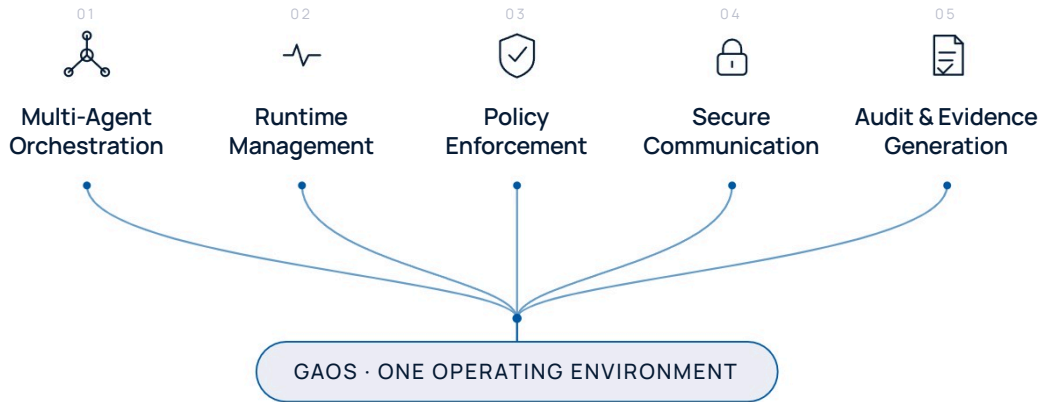 01
02
03
04
05
Multi-Agent
Orchestration
Runtime
Management
Policy
Enforcement
Secure
Communication
Audit & Evidence
Generation
GAOS · ONE OPERATING ENVIRONMENT